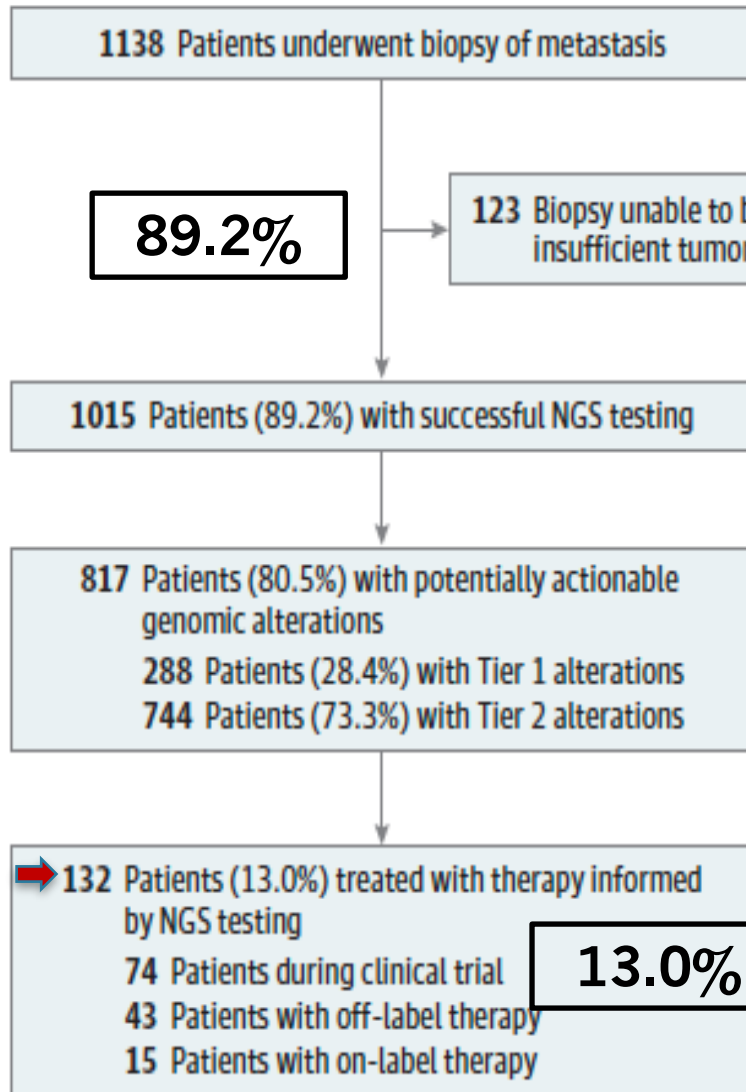 1138 Patients underwent biopsy of metastasis
89.2%
123 Biopsy unable to
insufficient
1015 Patients (89.2%) with successful NGS testing
817 Patients (80.5%) with potentially actionable
genomic alterations
288 Patients (28.4%) with Tier 1 alterations
744 Patients (73.3%) with Tier 2 alterations
132 Patients (13.0%) treated with therapy informed
by NGS testing
74 Patients during clinical trial
13.0%
43 Patients with off-label therapy
15 Patients with on-label therapy